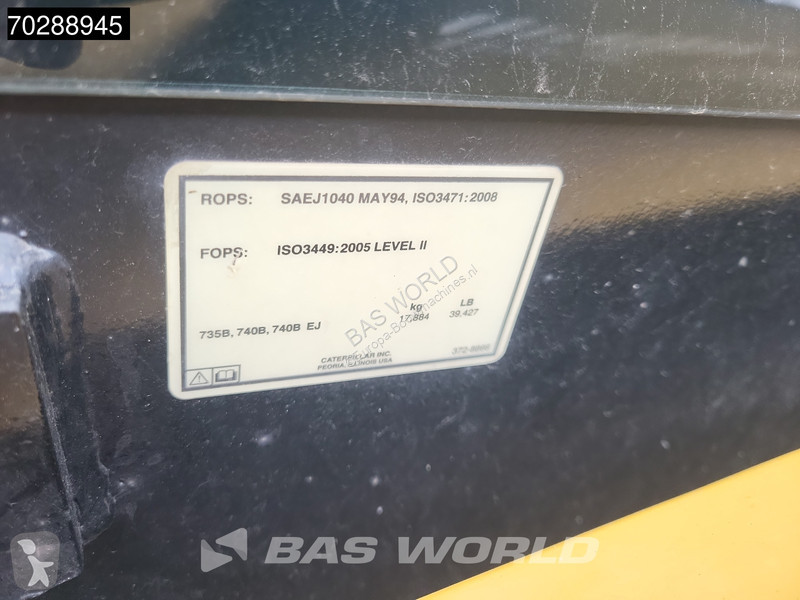 70288945
ROPS: SAEJ1040 MAY94, ISO3471:2008
FOPS: ISO3449:2005 LEVEL II
kg LB
735B, 740B, 740B EJ 17,884 39,427
BAS WORLD
CATERPILLAR INC.
PEORIA, ILLINOIS USA
BAS WORLD